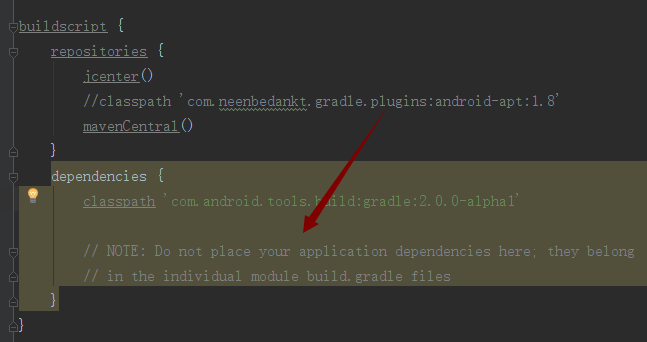 buildscript {
repositories {
jcenter()
//classpath 'com.neenbedankt.gradle.plugins:android-apt:1.8'
mavenCentral()
}
dependencies {
classpath 'com.android.tools.build:gradle:2.0.0-alpha1'
// NOTE: Do not place your application dependencies here; they belong
// in the individual module build.gradle files
}
}